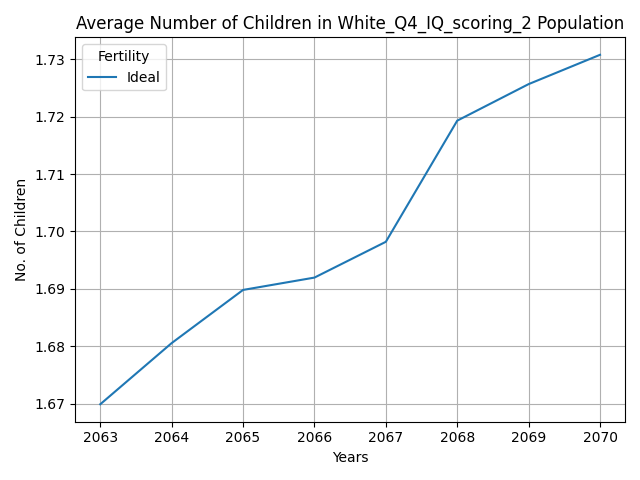 Average Number of Children in White_Q4_IQ_scoring_2 Population
Fertility
Ideal
No. of Children
1.73
1.72
1.71
1.70
1.69
1.68
1.67
2063 2064 2065 2066 2067 2068 2069 2070
Years